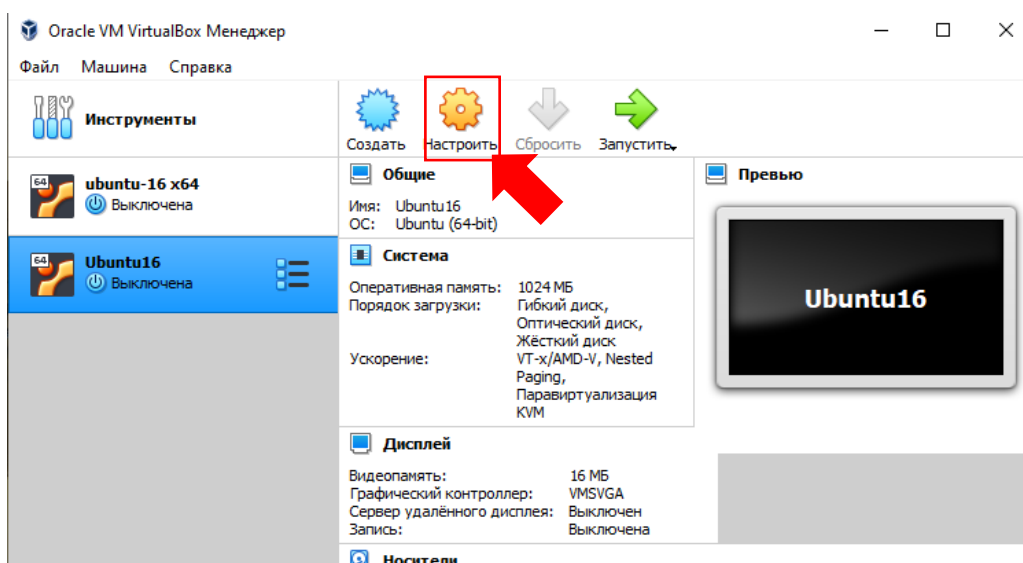 Oracle VM VirtualBox Менеджер
Файл Машина Справка
Инструменты
Создать Настроить Сбросить Запустить
64
ubuntu-16 x64
Выключена
64
Ubuntu16
Выключена
Общие
Имя: Ubuntu16
ОС: Ubuntu (64-bit)
Система
Оперативная память: 1024 МБ
Порядок загрузки: Гибкий диск,
Оптический диск,
Жёсткий диск
Ускорение: VT-x/AMD-V, Nested
Paging,
Паравиртуализация
KVM
Дисплей
Видеопамять: 16 МБ
Графический контроллер: VMSVGA
Сервер удалённого дисплея: Выключен
Запись: Выключена
Носители
Превью
Ubuntu16